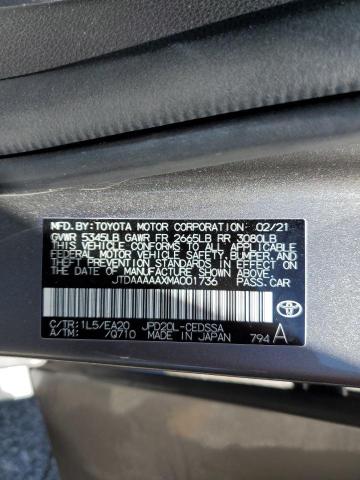 MFD. BY: TOYOTA MOTOR CORPORATION 02/21
GVWR 5345LB GAWR FR 2665LB RR 3080LB
THIS VEHICLE CONFORMS TO ALL APPLICABLE
FEDERAL MOTOR VEHICLE SAFETY, BUMPER, AND
THEFT PREVENTION STANDARDS IN EFFECT ON
THE DATE OF MANUFACTURE SHOWN ABOVE.
JTDAAAAAXMA001736 PASS.CAR
C/TR: 1L5/EA20 JPD20L-CEDSSA
A/TM: /Q710 MADE IN JAPAN 794 A